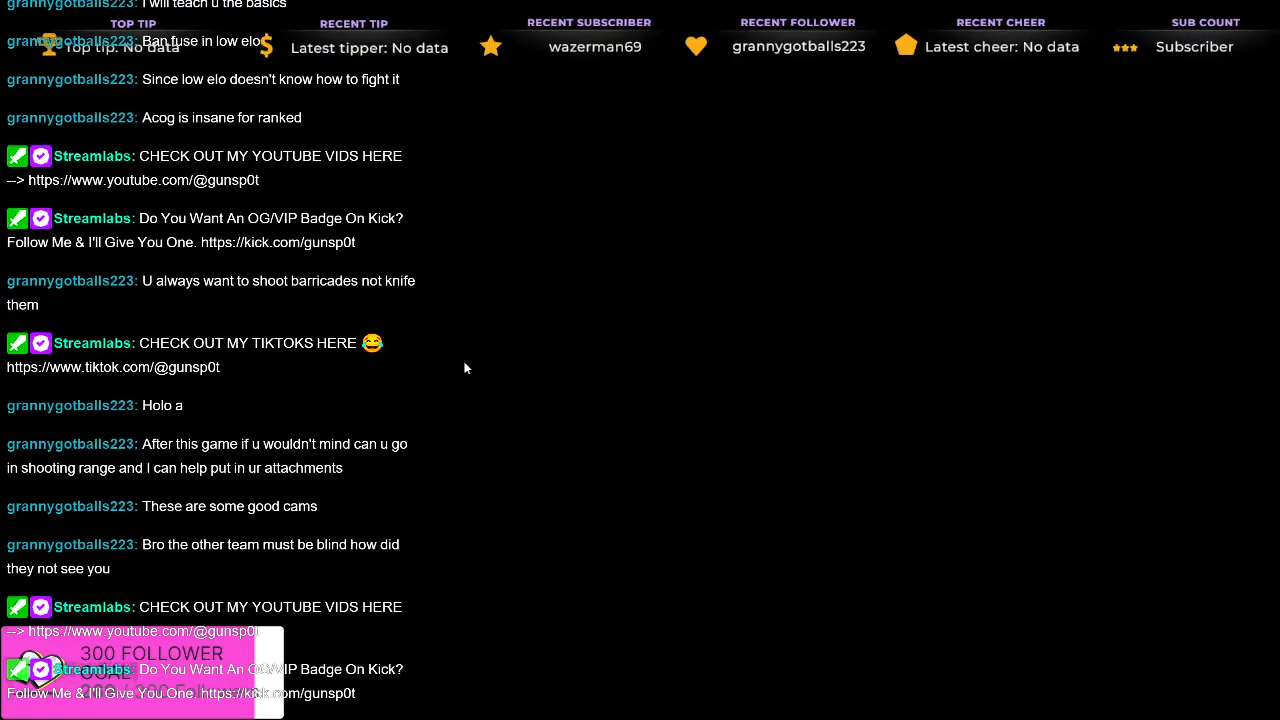 I will teach u the basics
TOP TIP
RECENT TIP
RECENT SUBSCRIBER
RECENT FOLLOWER
RECENT CHEER
SUB COUNT
grannygotballs223: Ban fuse in low elo
Top tip: No data
Latest tipper: No data
wazerman69
grannygotballs223
Latest cheer: No data
Subscriber
grannygotballs223: Since low elo doesn't know how to fight it
grannygotballs223: Acog is insane for ranked
Streamlabs: CHECK OUT MY YOUTUBE VIDS HERE
--> https://www.youtube.com/@gunsp0t
Streamlabs: Do You Want An OG/VIP Badge On Kick?
Follow Me & I'll Give You One. https://kick.com/gunsp0t
grannygotballs223: U always want to shoot barricades not knife
them
Streamlabs: CHECK OUT MY TIKTOKS HERE 😂
https://www.tiktok.com/@gunsp0t
grannygotballs223: Holo a
grannygotballs223: After this game if u wouldn't mind can u go
in shooting range and I can help put in ur attachments
grannygotballs223: These are some good cams
grannygotballs223: Bro the other team must be blind how did
they not see you
Streamlabs: CHECK OUT MY YOUTUBE VIDS HERE
--> https://www.youtube.com/@gunsp0t
300 FOLLOWER
GOAL
Streamlabs: Do You Want An OG/VIP Badge On Kick?
Follow Me & I'll Give You One. https://kick.com/gunsp0t